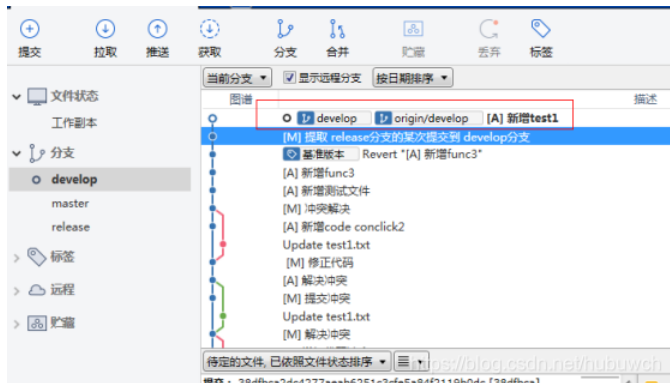 提交 拉取 推送 获取 分支 合并 贮藏 丢弃 标签
当前分支 显示远程分支 按日期排序
文件状态
工作副本
分支
develop
master
release
标签
远程
贮藏
图谱 描述
develop origin/develop [A] 新增test1
[M] 提取 release分支的某次提交到 develop分支
基准版本 Revert "[A] 新增func3"
[A] 新增func3
[A] 新增测试文件
[M] 冲突解决
[A] 新增code conclick2
Update test1.txt
[M] 修正代码
[A] 解决冲突
[M] 提交冲突
Update test1.txt
[M] 解决冲突
待定的文件, 已依照文件状态排序
https://blog.csdn.net/hubuwch